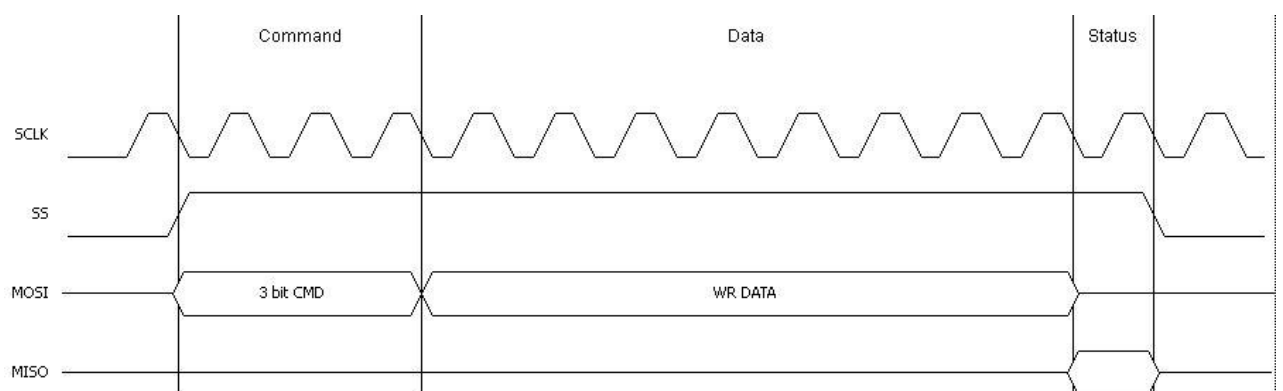 Command Data Status
SCLK
SS
MOSI 3 bit CMD WR DATA
MISO